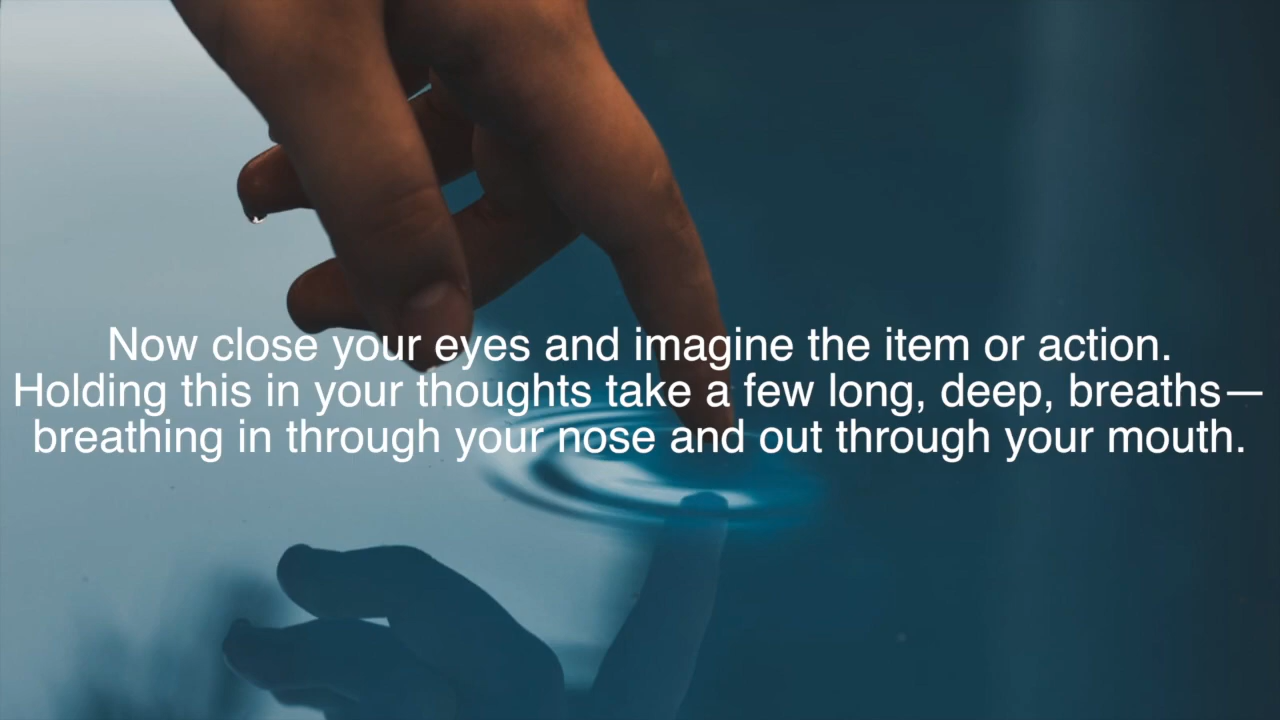 Now close your eyes and imagine the item or action.
Holding this in your thoughts take a few long, deep, breaths—
breathing in through your nose and out through your mouth.